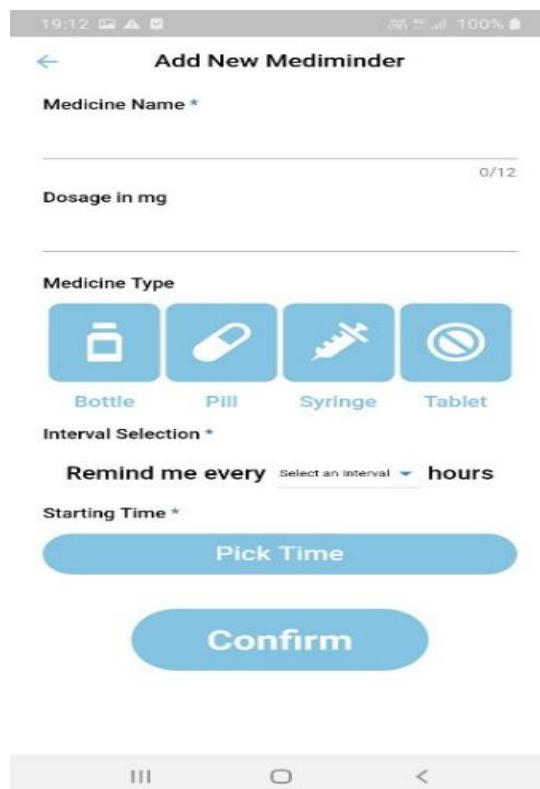 19:12 100%
Add New Mediminder
Medicine Name *
0/12
Dosage in mg
Medicine Type
Bottle Pill Syringe Tablet
Interval Selection *
Remind me every Select an Interval hours
Starting Time *
Pick Time
Confirm